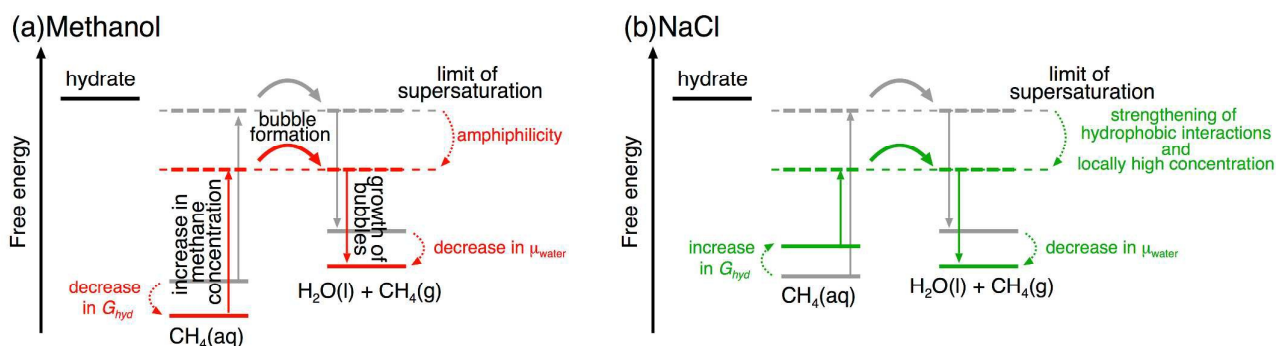 (a)Methanol
Free energy
hydrate
limit of
supersaturation
bubble
formation
amphiphilicity
increase in
methane
concentration
growth of
bubbles
decrease in μwater
decrease
in Ghyd
H2O(l) + CH4(g)
CH4(aq)
(b)NaCl
Free energy
hydrate
limit of
supersaturation
strengthening of
hydrophobic interactions
and
locally high concentration
increase
in Ghyd
decrease in μwater
CH4(aq)
H2O(l) + CH4(g)